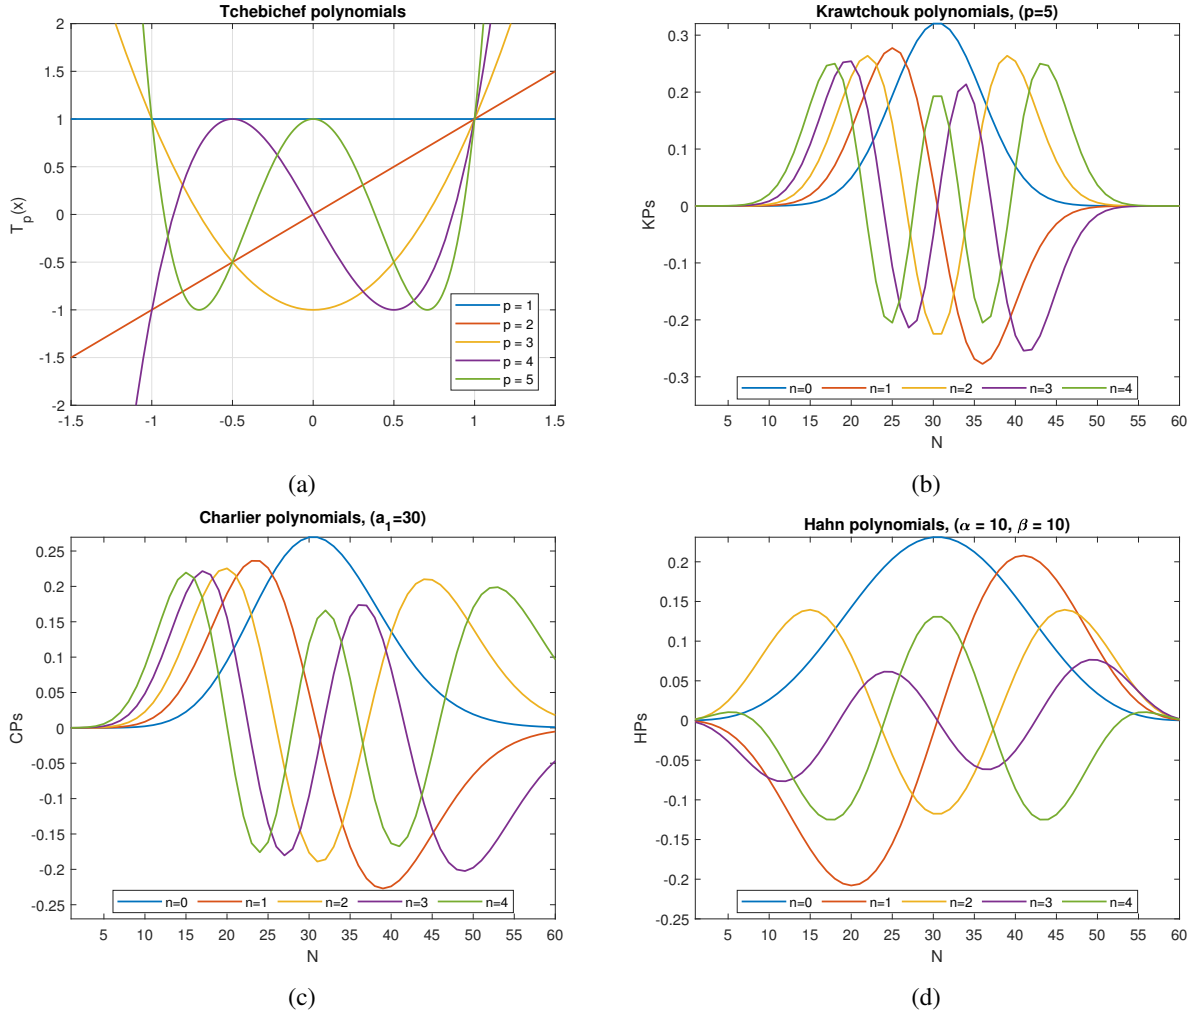 Tchebichef polynomials
2
1
0.5
0
-0.5
-1
-1.5
-2
T_p(x)
-1.5 -1 -0.5 0 0.5 1 1.5
p = 1
p = 2
p = 3
p = 4
p = 5
(a)
Krawtchouk polynomials, (p=5)
0.3
0.2
0.1
0
-0.1
-0.2
-0.3
KPs
n=0 n=1 n=2 n=3 n=4
5 10 15 20 25 30 35 40 45 50 55 60
N
(b)
Charlier polynomials, (a_1=30)
0.25
0.2
0.15
0.1
0.05
0
-0.05
-0.1
-0.15
-0.2
-0.25
CPs
n=0 n=1 n=2 n=3 n=4
5 10 15 20 25 30 35 40 45 50 55 60
N
(c)
Hahn polynomials, (α = 10, β = 10)
0.2
0.15
0.1
0.05
0
-0.05
-0.1
-0.15
-0.2
-0.25
HPs
n=0 n=1 n=2 n=3 n=4
5 10 15 20 25 30 35 40 45 50 55 60
N
(d)